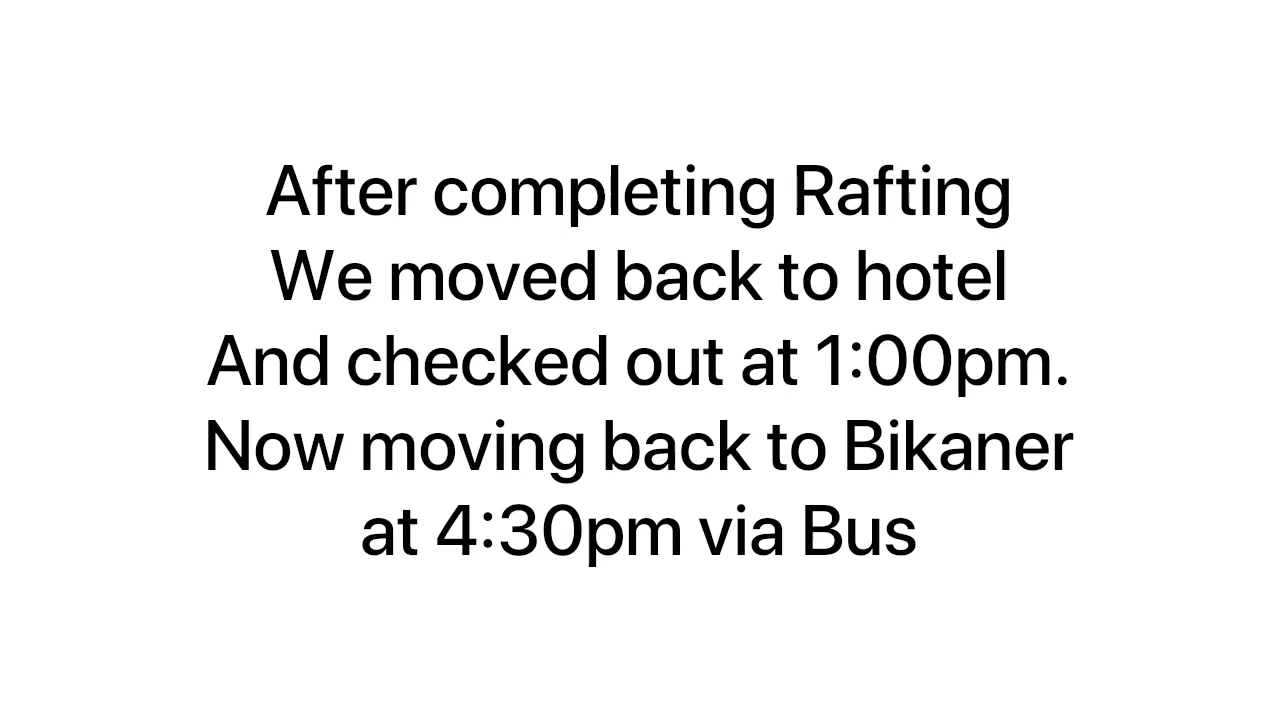 After completing Rafting
We moved back to hotel
And checked out at 1:00pm.
Now moving back to Bikaner
at 4:30pm via Bus